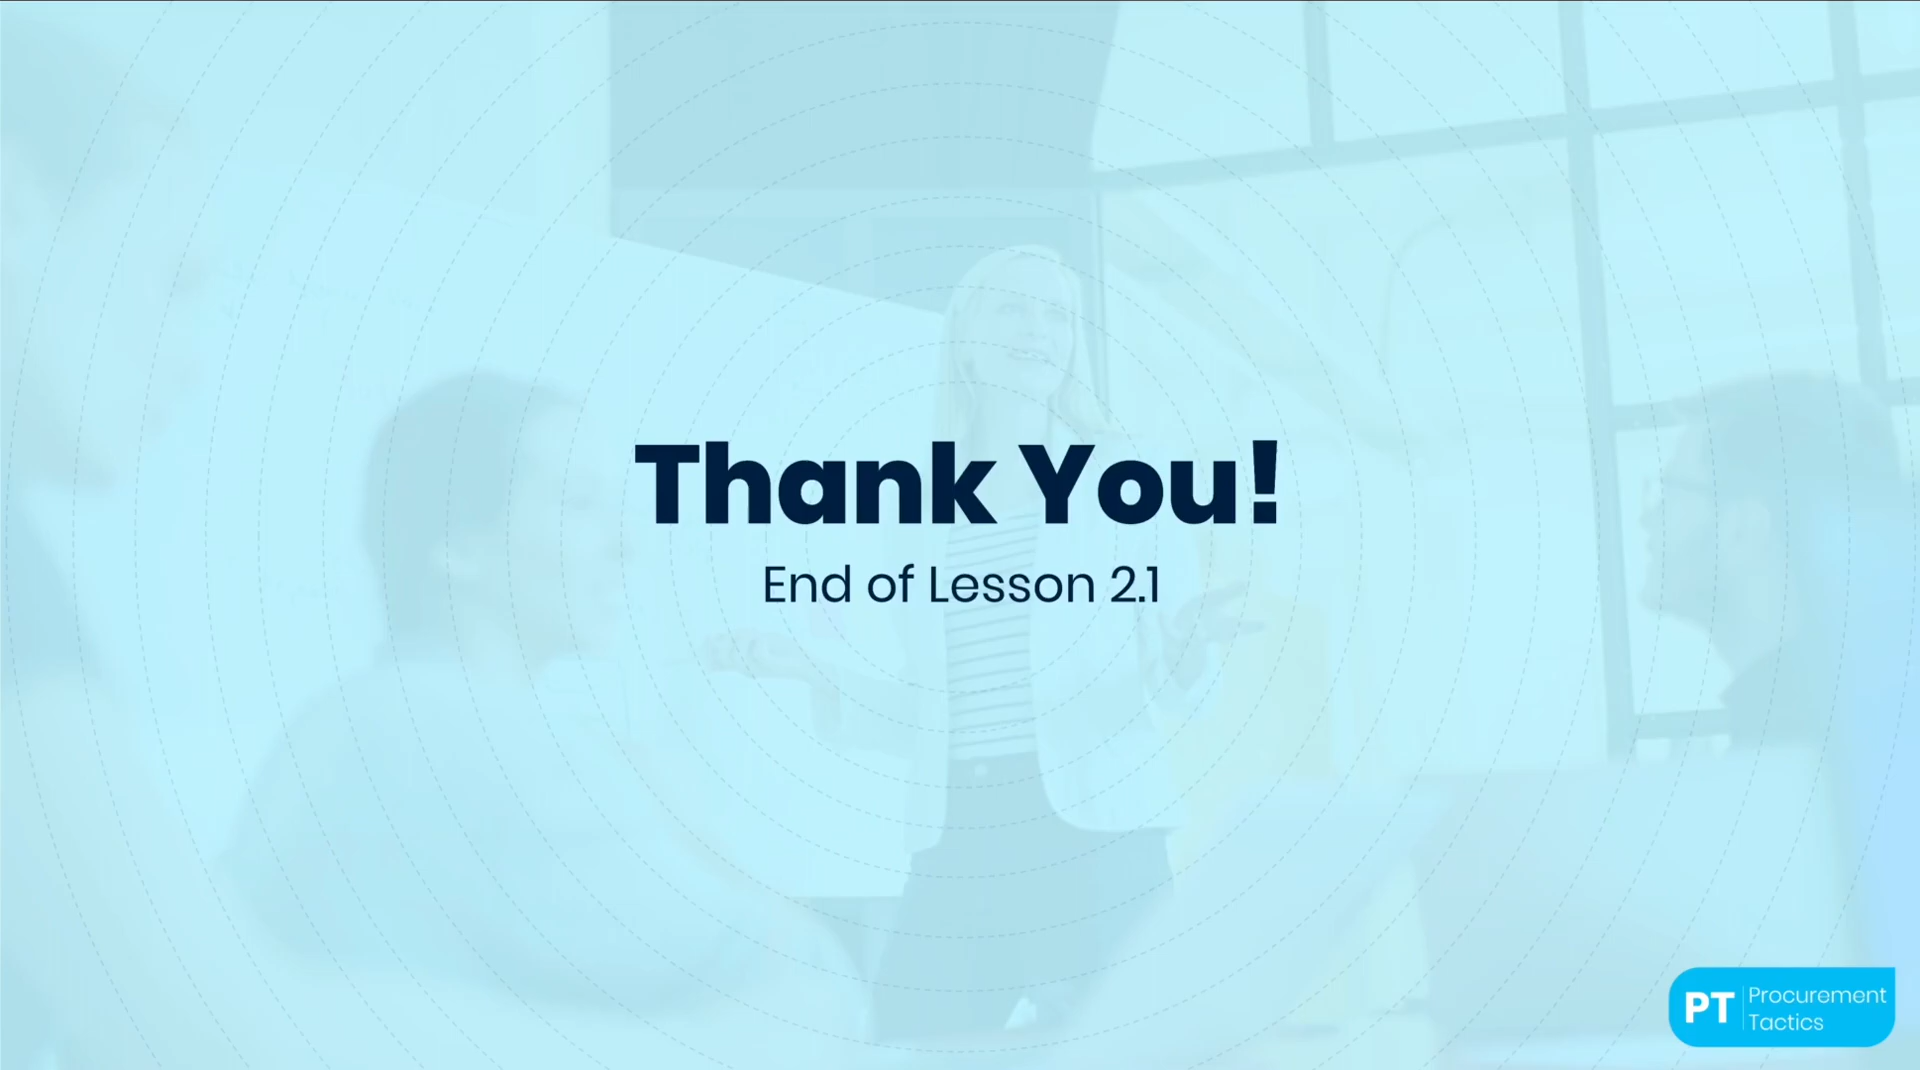 Thank You!
End of Lesson 2.1
PT
Procurement
Tactics